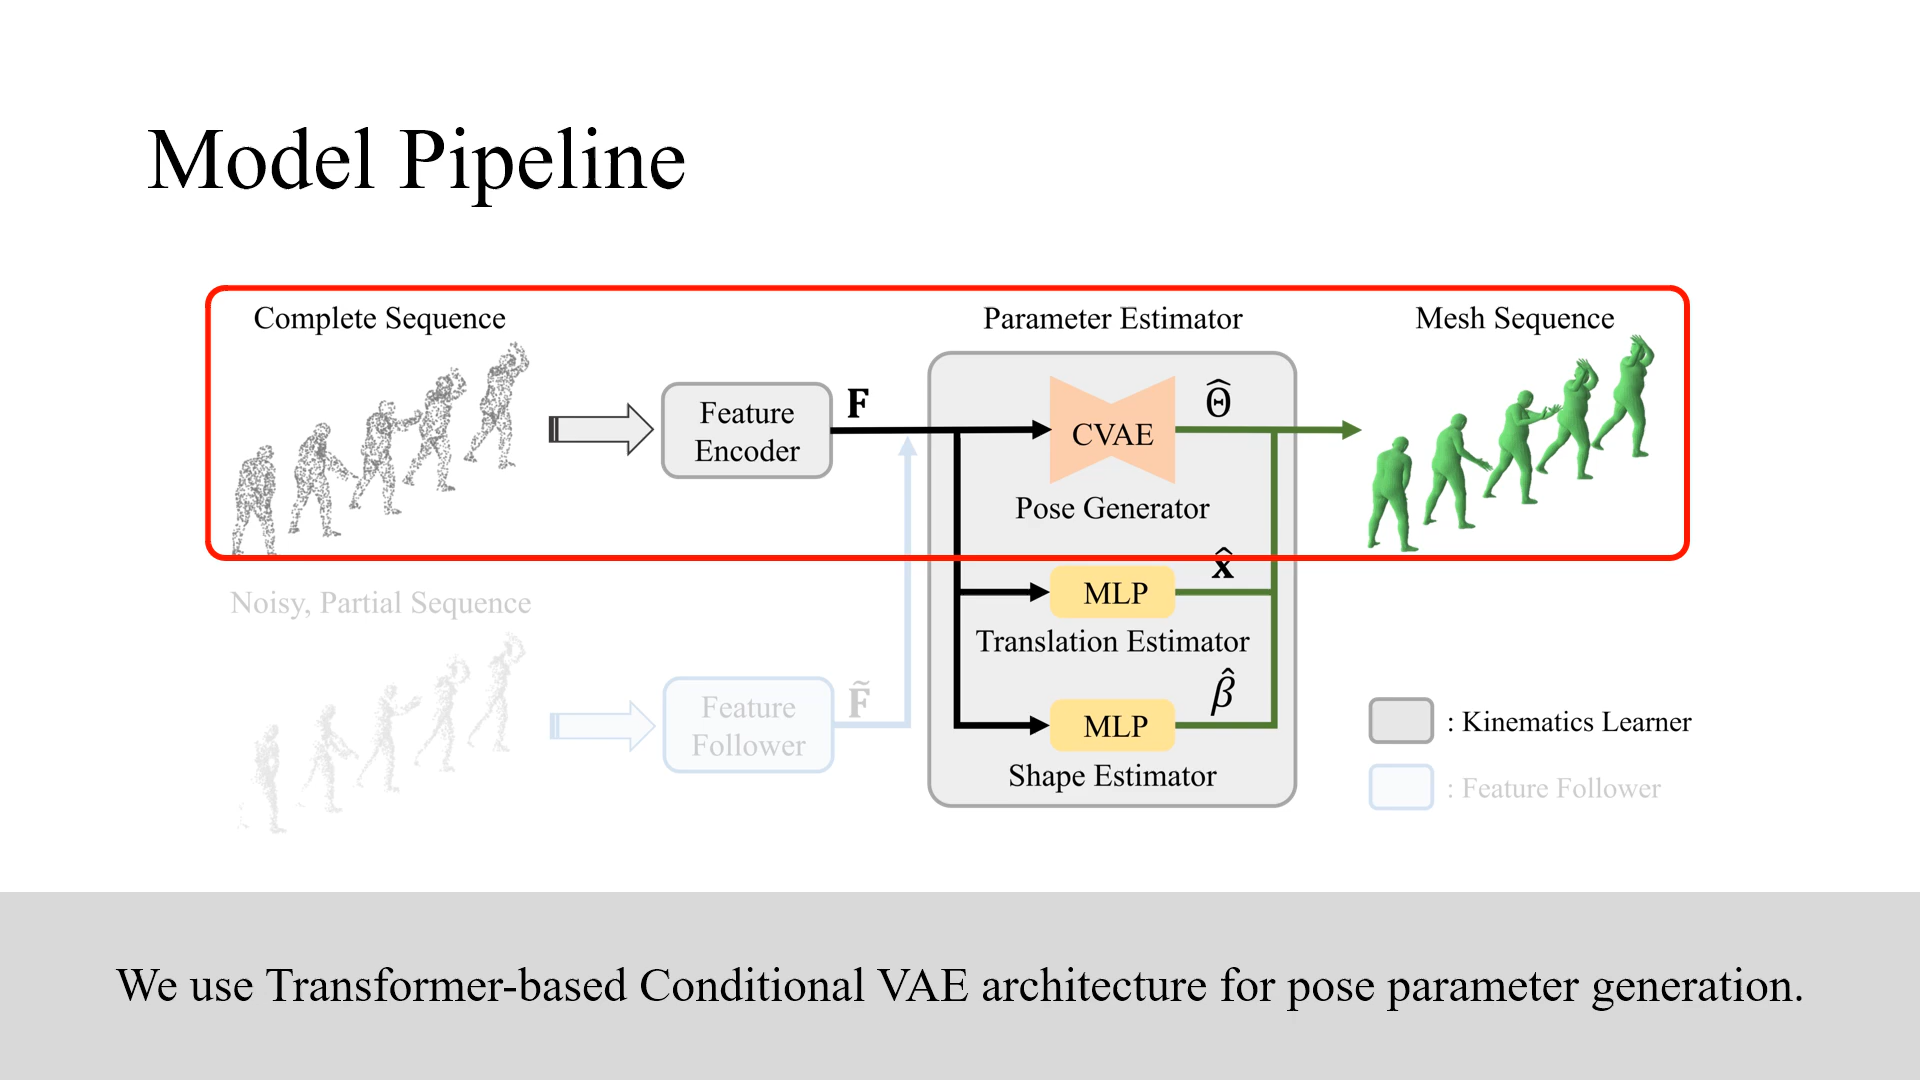 Model Pipeline
Complete Sequence
Parameter Estimator
Mesh Sequence
Feature
Encoder
F
CVAE
Θ̂
Pose Generator
Noisy, Partial Sequence
MLP
x̂
Translation Estimator
Feature
Follower
F̃
MLP
β̂
Shape Estimator
: Kinematics Learner
: Feature Follower
We use Transformer-based Conditional VAE architecture for pose parameter generation.